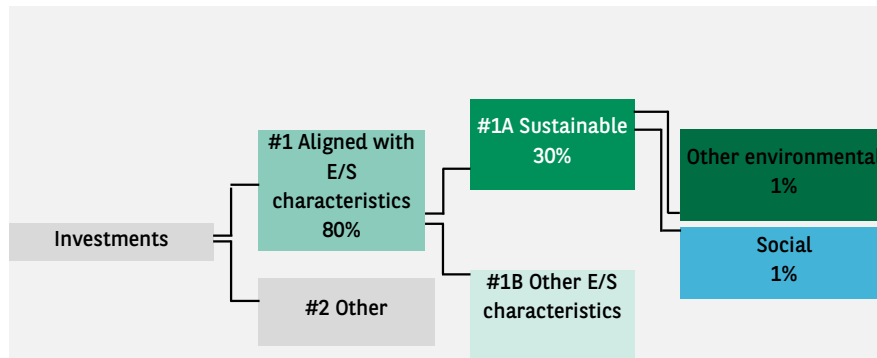 Investments
#1 Aligned with
E/S
characteristics
80%
#2 Other
#1A Sustainable
30%
#1B Other E/S
characteristics
Other environmental
1%
Social
1%